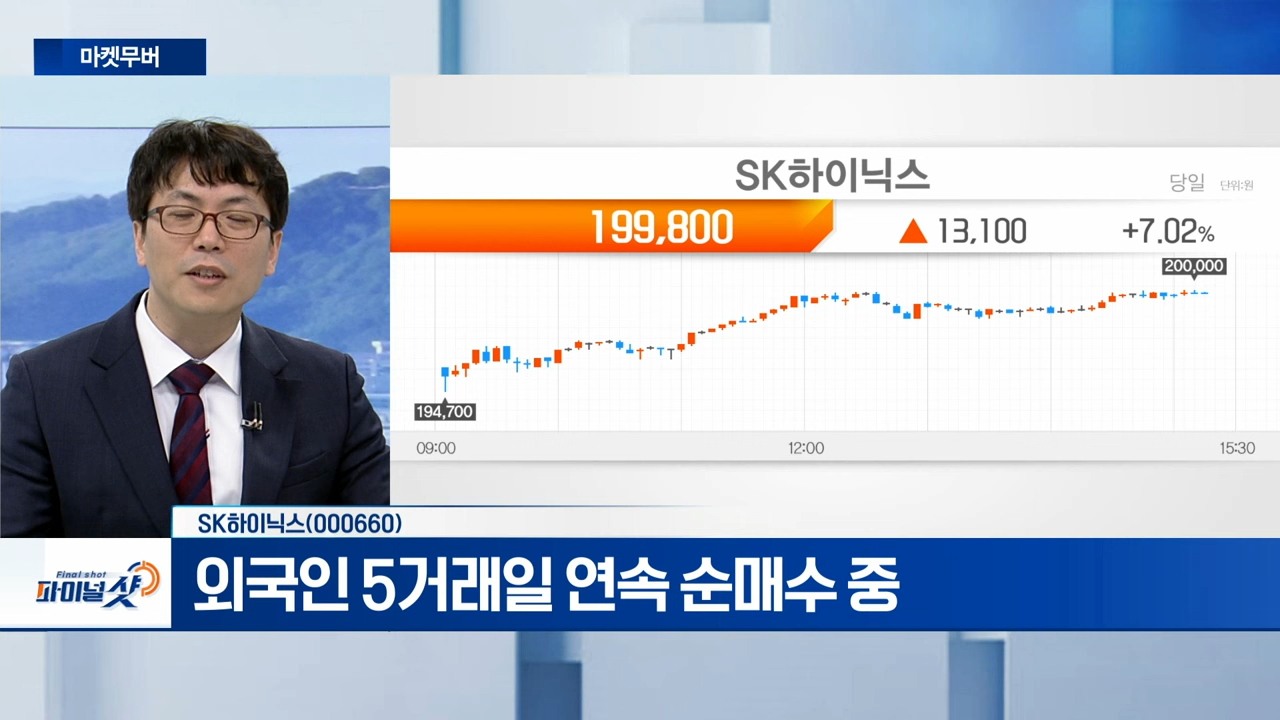 마켓무버
SK하이닉스
당일 단위:원
199,800 ▲ 13,100 +7.02%
200,000
194,700
09:00 12:00 15:30
SK하이닉스(000660)
Final shot
파이널샷
외국인 5거래일 연속 순매수 중